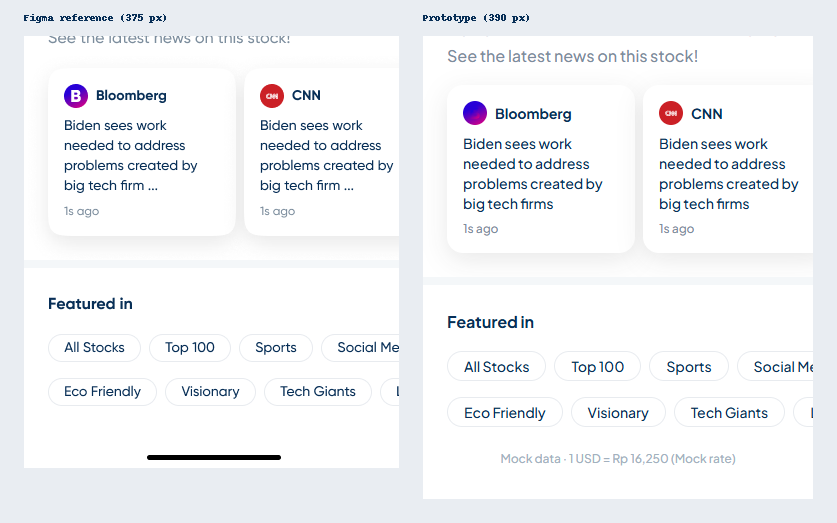 Figma reference (375 px)
See the latest news on this stock!
B Bloomberg
CNN CNN
Biden sees work
needed to address
problems created by
big tech firm ...
1s ago
Biden sees work
needed to address
problems created by
big tech firm ...
1s ago
Featured in
All Stocks
Top 100
Sports
Social Me
Eco Friendly
Visionary
Tech Giants
L
Prototype (390 px)
See the latest news on this stock!
Bloomberg
CNN CNN
Biden sees work
needed to address
problems created by
big tech firms
1s ago
Biden sees work
needed to address
problems created by
big tech firms
1s ago
Featured in
All Stocks
Top 100
Sports
Social Me
Eco Friendly
Visionary
Tech Giants
Mock data · 1 USD = Rp 16,250 (Mock rate)